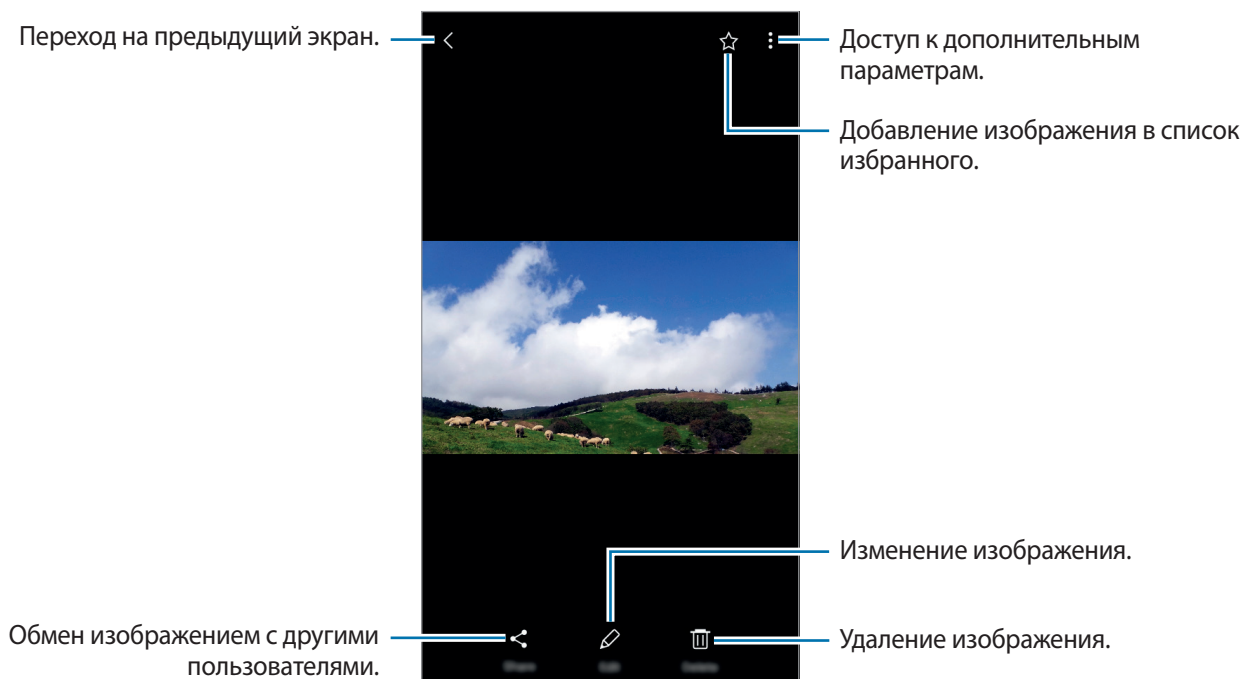 Переход на предыдущий экран.
Доступ к дополнительным
параметрам.
Добавление изображения в список
избранного.
Изменение изображения.
Обмен изображением с другими
пользователями.
Удаление изображения.